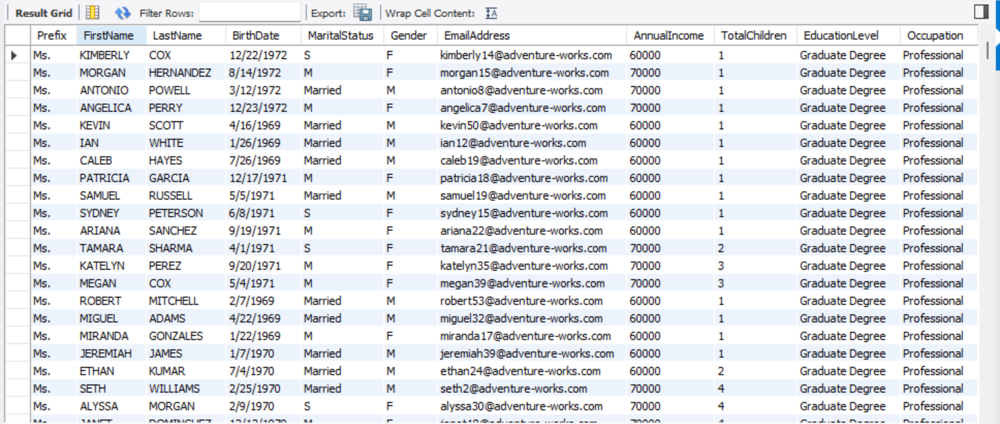 Result Grid Filter Rows: Export: Wrap Cell Content:
Prefix FirstName LastName BirthDate MaritalStatus Gender EmailAddress AnnualIncome TotalChildren EducationLevel Occupation
Ms. KIMBERLY COX 12/22/1972 S F kimberly14@adventure-works.com 60000 1 Graduate Degree Professional
Ms. MORGAN HERNANDEZ 8/14/1972 M F morgan15@adventure-works.com 70000 1 Graduate Degree Professional
Ms. ANTONIO POWELL 3/12/1972 Married M antonio8@adventure-works.com 70000 1 Graduate Degree Professional
Ms. ANGELICA PERRY 12/23/1972 M F angelica7@adventure-works.com 70000 1 Graduate Degree Professional
Ms. KEVIN SCOTT 4/16/1969 Married M kevin50@adventure-works.com 60000 1 Graduate Degree Professional
Ms. IAN WHITE 1/26/1969 Married M ian12@adventure-works.com 60000 1 Graduate Degree Professional
Ms. CALEB HAYES 7/26/1969 Married M caleb19@adventure-works.com 60000 1 Graduate Degree Professional
Ms. PATRICIA GARCIA 12/17/1971 M F patricia18@adventure-works.com 60000 1 Graduate Degree Professional
Ms. SAMUEL RUSSELL 5/5/1971 Married M samuel19@adventure-works.com 60000 1 Graduate Degree Professional
Ms. SYDNEY PETERSON 6/8/1971 S F sydney15@adventure-works.com 60000 1 Graduate Degree Professional
Ms. ARIANA SANCHEZ 9/19/1971 M F ariana22@adventure-works.com 60000 1 Graduate Degree Professional
Ms. TAMARA SHARMA 4/1/1971 S F tamara21@adventure-works.com 70000 2 Graduate Degree Professional
Ms. KATELYN PEREZ 9/20/1971 M F katelyn35@adventure-works.com 70000 3 Graduate Degree Professional
Ms. MEGAN COX 5/4/1971 M F megan39@adventure-works.com 70000 3 Graduate Degree Professional
Ms. ROBERT MITCHELL 2/7/1969 Married M robert53@adventure-works.com 60000 1 Graduate Degree Professional
Ms. MIGUEL ADAMS 4/22/1969 Married M miguel32@adventure-works.com 60000 1 Graduate Degree Professional
Ms. MIRANDA GONZALES 1/22/1969 M F miranda17@adventure-works.com 60000 1 Graduate Degree Professional
Ms. JEREMIAH JAMES 1/7/1970 Married M jeremiah39@adventure-works.com 60000 1 Graduate Degree Professional
Ms. ETHAN KUMAR 7/4/1970 Married M ethan24@adventure-works.com 60000 2 Graduate Degree Professional
Ms. SETH WILLIAMS 2/25/1970 Married M seth2@adventure-works.com 70000 4 Graduate Degree Professional
Ms. ALYSSA MORGAN 2/9/1970 S F alyssa30@adventure-works.com 70000 4 Graduate Degree Professional